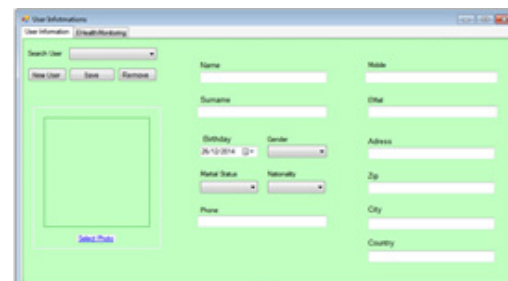 User Informations
User Information EHealthMonitoring
Search User
New User Save Remove
Select Photo
Name
Surname
Birthday Gender
26/12/2014
Marital Status Nationality
Phone
Mobile
EMail
Adress
Zip
City
Country